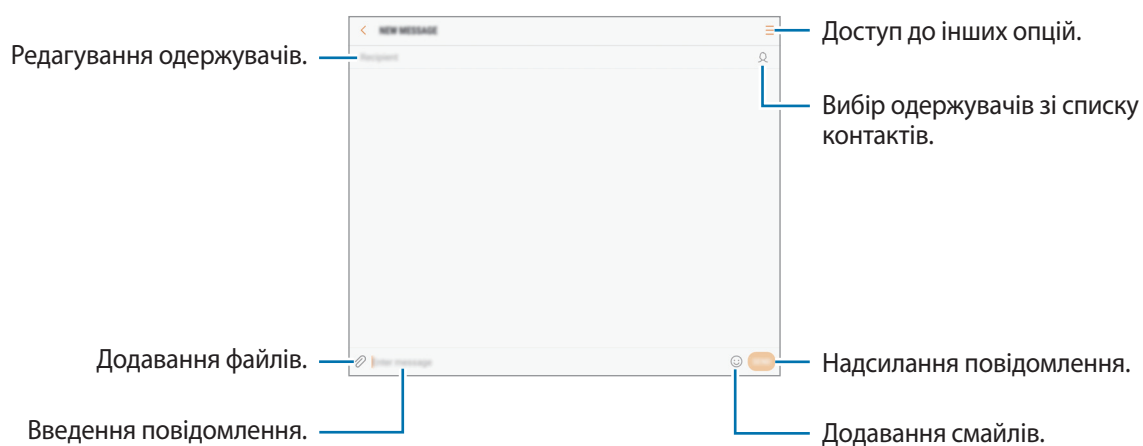 NEW MESSAGE
Доступ до інших опцій.
Редагування одержувачів.
Recipient
Вибір одержувачів зі списку
контактів.
Додавання файлів.
Enter message
Надсилання повідомлення.
Введення повідомлення.
Додавання смайлів.